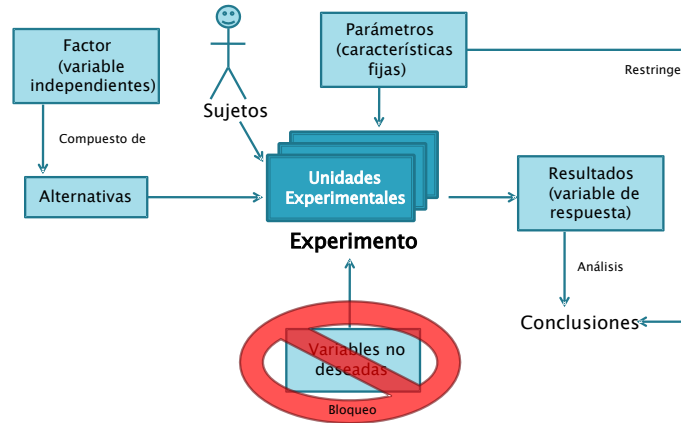 Factor
(variable
independientes)
Sujetos
Parámetros
(características
fijas)
Restringe
Compuesto de
Alternativas
Unidades
Experimentales
Experimento
Resultados
(variable de
respuesta)
Análisis
Conclusiones
Variables no
deseadas
Bloqueo